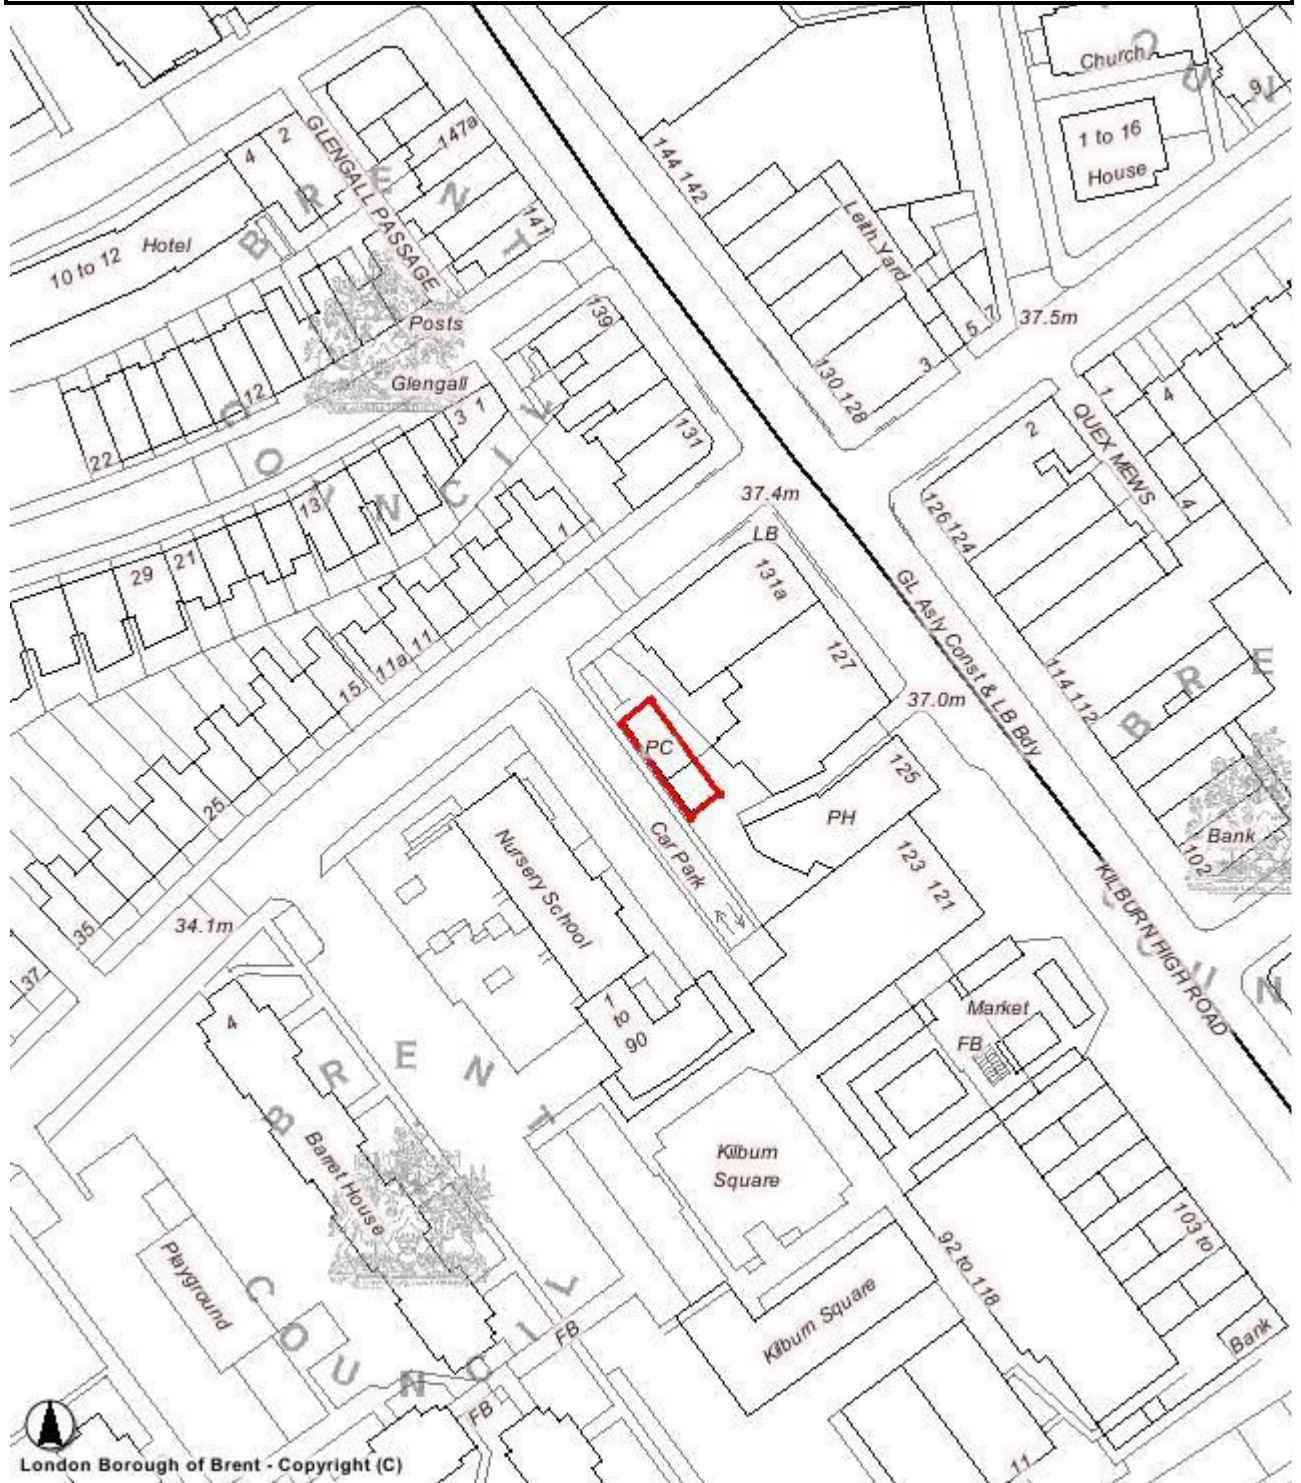 Church
9
1 to 16
House
147a
144 142
GLENGALL PASSAGE
2
4
141
Leith Yard
Hotel
10 to 12
BRENT
COUNCIL
Posts
139
37.5m
5 7
3
Glengall
12
3 1
130 128
131
1
4
QUEX MEWS
2
4
22
13
37.4m
126 124
LB
1
21
29
131a
GL Asly Const & LB Bdy
11
11a
15
127
BRE
114 112
37.0m
PC
125
PH
25
Car Park
Nursery School
123 121
Bank
102
KILBURN HIGH ROAD
35
34.1m
37
Market
FB
1
to
90
4
BRENT
COUNCIL
Barret House
Kilburn
Square
Playground
92 to 118
103 to
Kilburn Square
Bank
FB
FB
11
London Borough of Brent - Copyright (C)